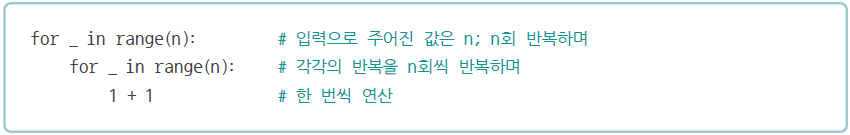 for _ in range(n):    # 입력으로 주어진 값은 n; n회 반복하며
    for _ in range(n):    # 각각의 반복을 n회씩 반복하며
        1 + 1    # 한 번씩 연산